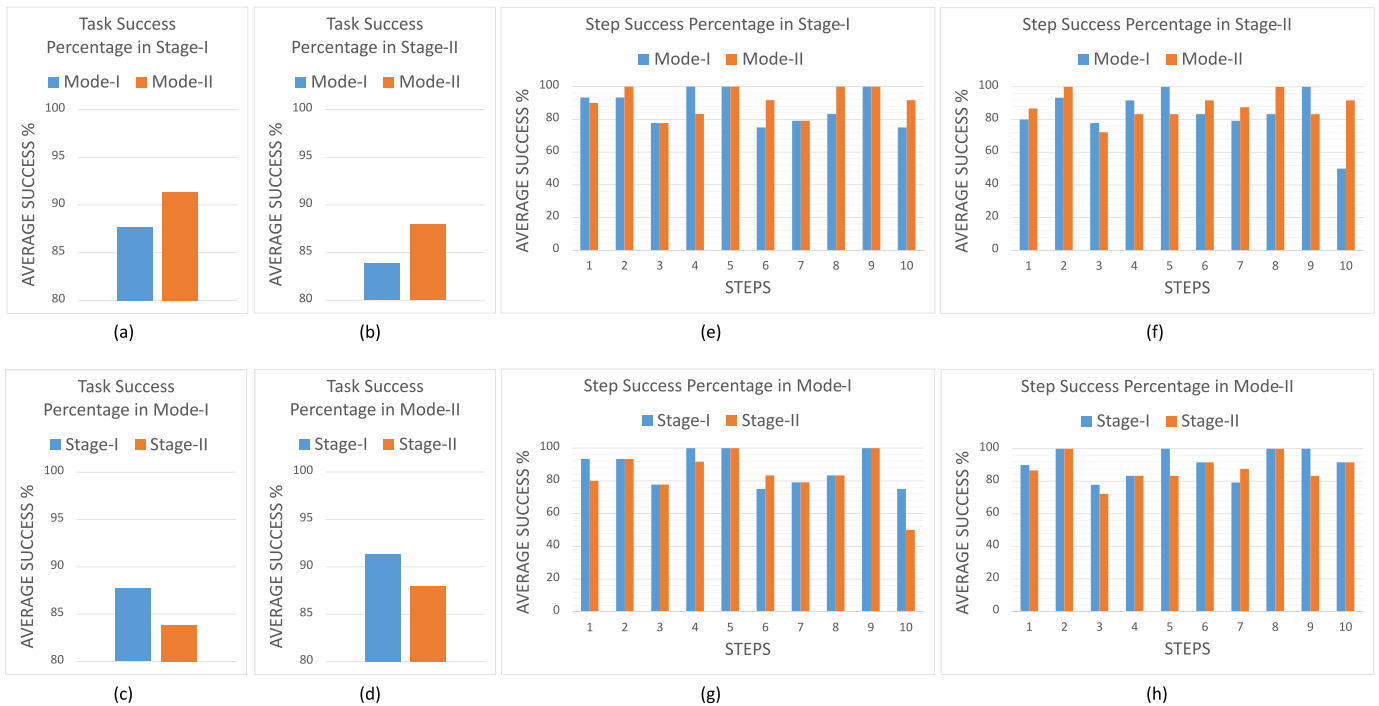 Task Success
Percentage in Stage-I
Mode-I Mode-II
AVERAGE SUCCESS %
100
95
90
85
80
(a)
Task Success
Percentage in Stage-II
Mode-I Mode-II
AVERAGE SUCCESS %
100
95
90
85
80
(b)
Step Success Percentage in Stage-I
Mode-I Mode-II
AVERAGE SUCCESS %
100
80
60
40
20
0
1 2 3 4 5 6 7 8 9 10
STEPS
(e)
Step Success Percentage in Stage-II
Mode-I Mode-II
AVERAGE SUCCESS %
100
80
60
40
20
0
1 2 3 4 5 6 7 8 9 10
STEPS
(f)
Task Success
Percentage in Mode-I
Stage-I Stage-II
AVERAGE SUCCESS %
100
95
90
85
80
(c)
Task Success
Percentage in Mode-II
Stage-I Stage-II
AVERAGE SUCCESS %
100
95
90
85
80
(d)
Step Success Percentage in Mode-I
Stage-I Stage-II
AVERAGE SUCCESS %
100
80
60
40
20
0
1 2 3 4 5 6 7 8 9 10
STEPS
(g)
Step Success Percentage in Mode-II
Stage-I Stage-II
AVERAGE SUCCESS %
100
80
60
40
20
0
1 2 3 4 5 6 7 8 9 10
STEPS
(h)